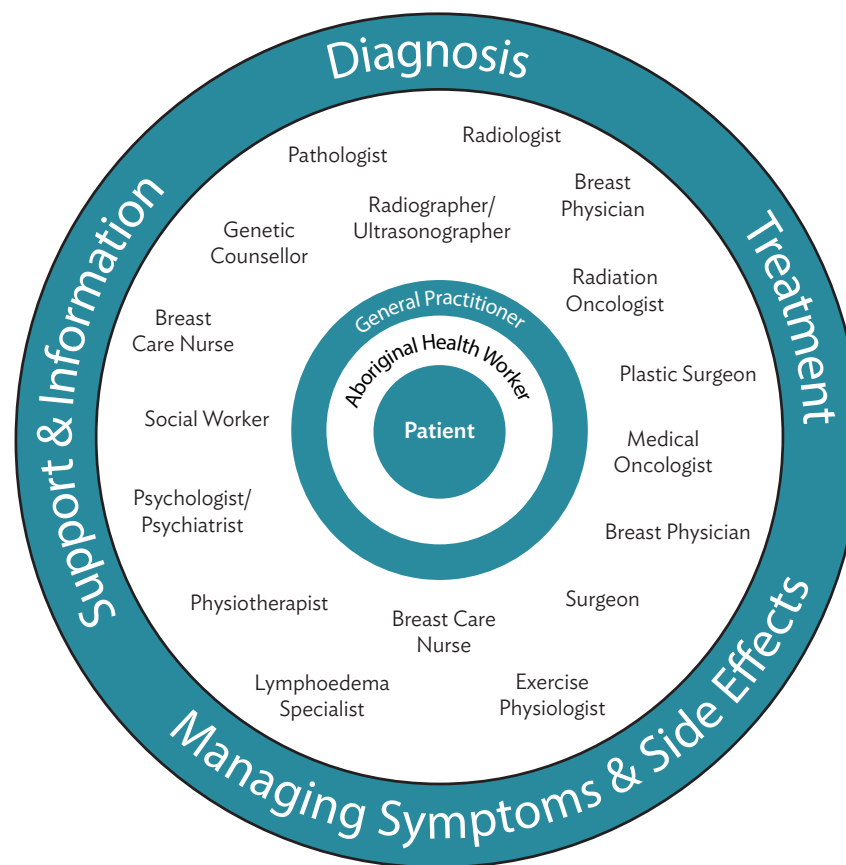 Diagnosis
Treatment
Managing Symptoms & Side Effects
Support & Information
Radiologist
Pathologist
Breast
Physician
Radiographer/
Ultrasonographer
Genetic
Counsellor
Radiation
Oncologist
Breast
Care Nurse
General Practitioner
Aboriginal Health Worker
Patient
Plastic Surgeon
Social Worker
Medical
Oncologist
Psychologist/
Psychiatrist
Breast Physician
Physiotherapist
Surgeon
Breast Care
Nurse
Lymphoedema
Specialist
Exercise
Physiologist